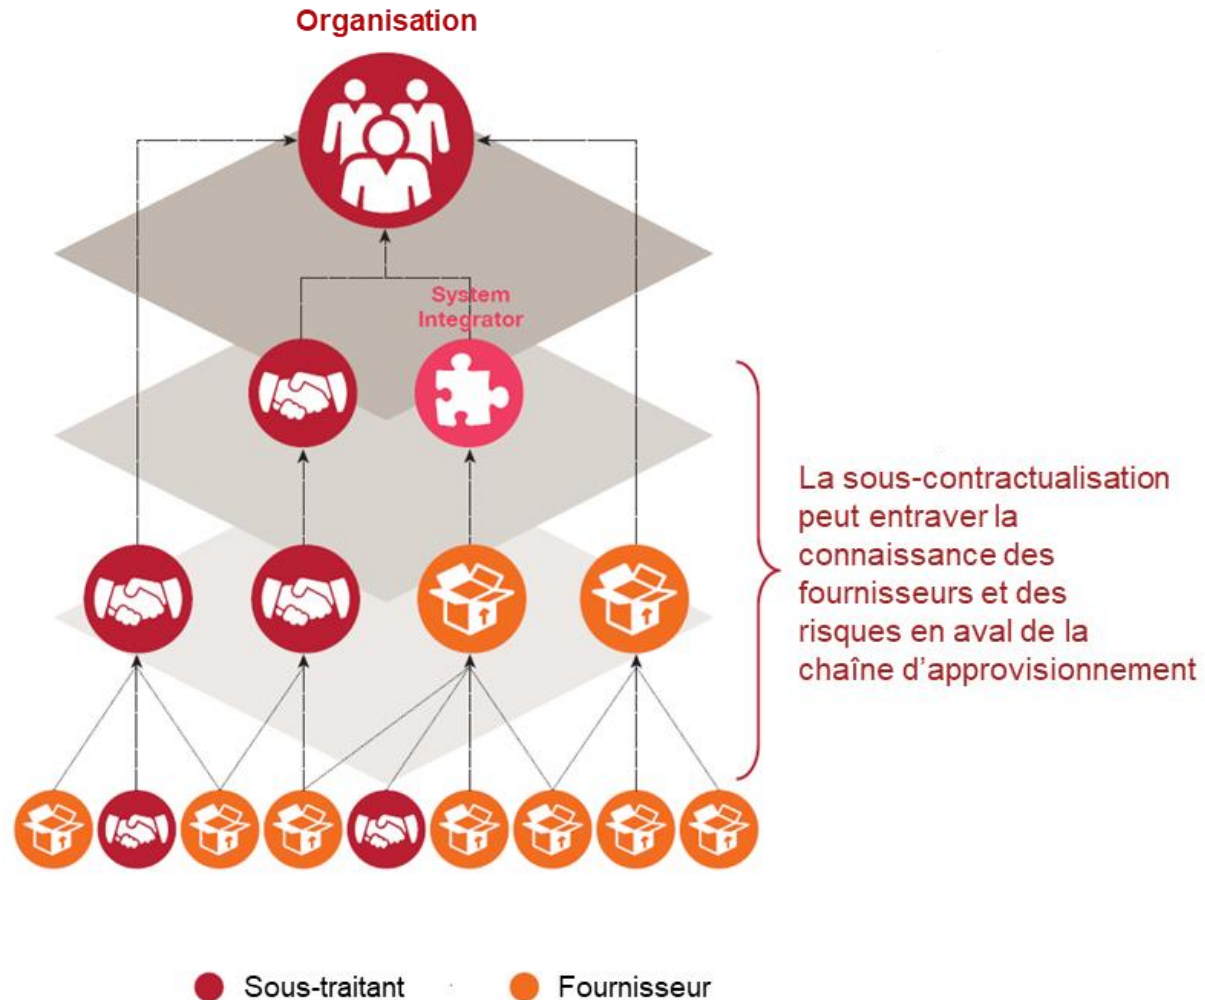 Organisation
System
Integrator
La sous-contractualisation
peut entraver la
connaissance des
fournisseurs et des
risques en aval de la
chaîne d'approvisionnement
Sous-traitant
Fournisseur